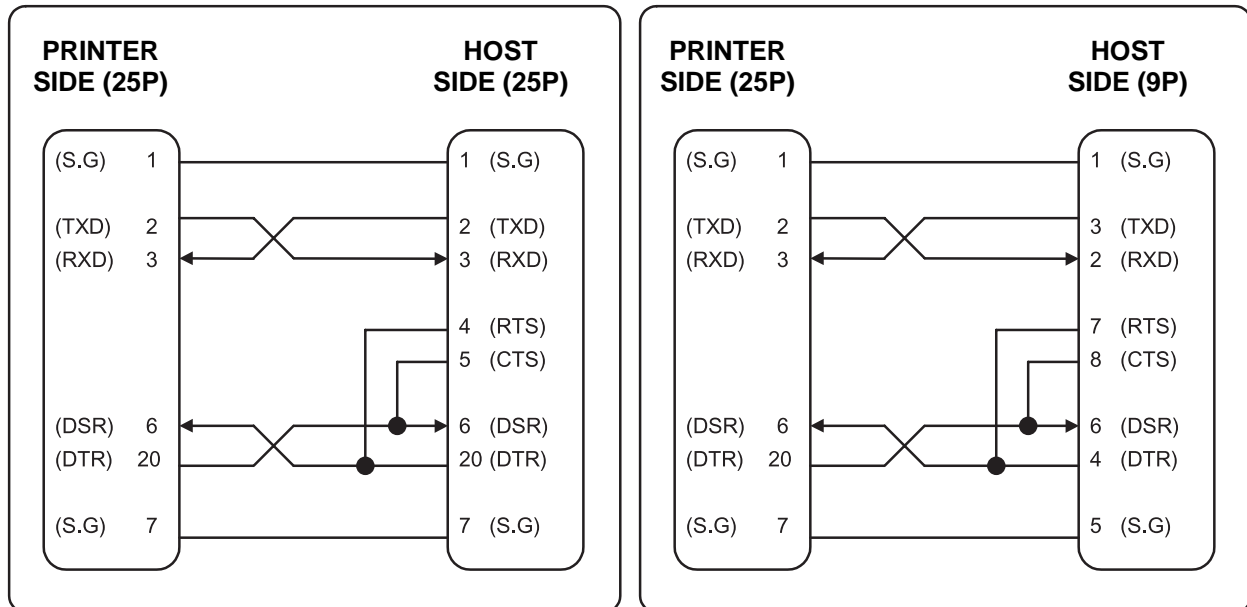 PRINTER
SIDE (25P)
HOST
SIDE (25P)
(S.G) 1
1 (S.G)
(TXD) 2
2 (TXD)
(RXD) 3
3 (RXD)
4 (RTS)
5 (CTS)
(DSR) 6
6 (DSR)
(DTR) 20
20 (DTR)
(S.G) 7
7 (S.G)
PRINTER
SIDE (25P)
HOST
SIDE (9P)
(S.G) 1
1 (S.G)
(TXD) 2
3 (TXD)
(RXD) 3
2 (RXD)
7 (RTS)
8 (CTS)
(DSR) 6
6 (DSR)
(DTR) 20
4 (DTR)
(S.G) 7
5 (S.G)